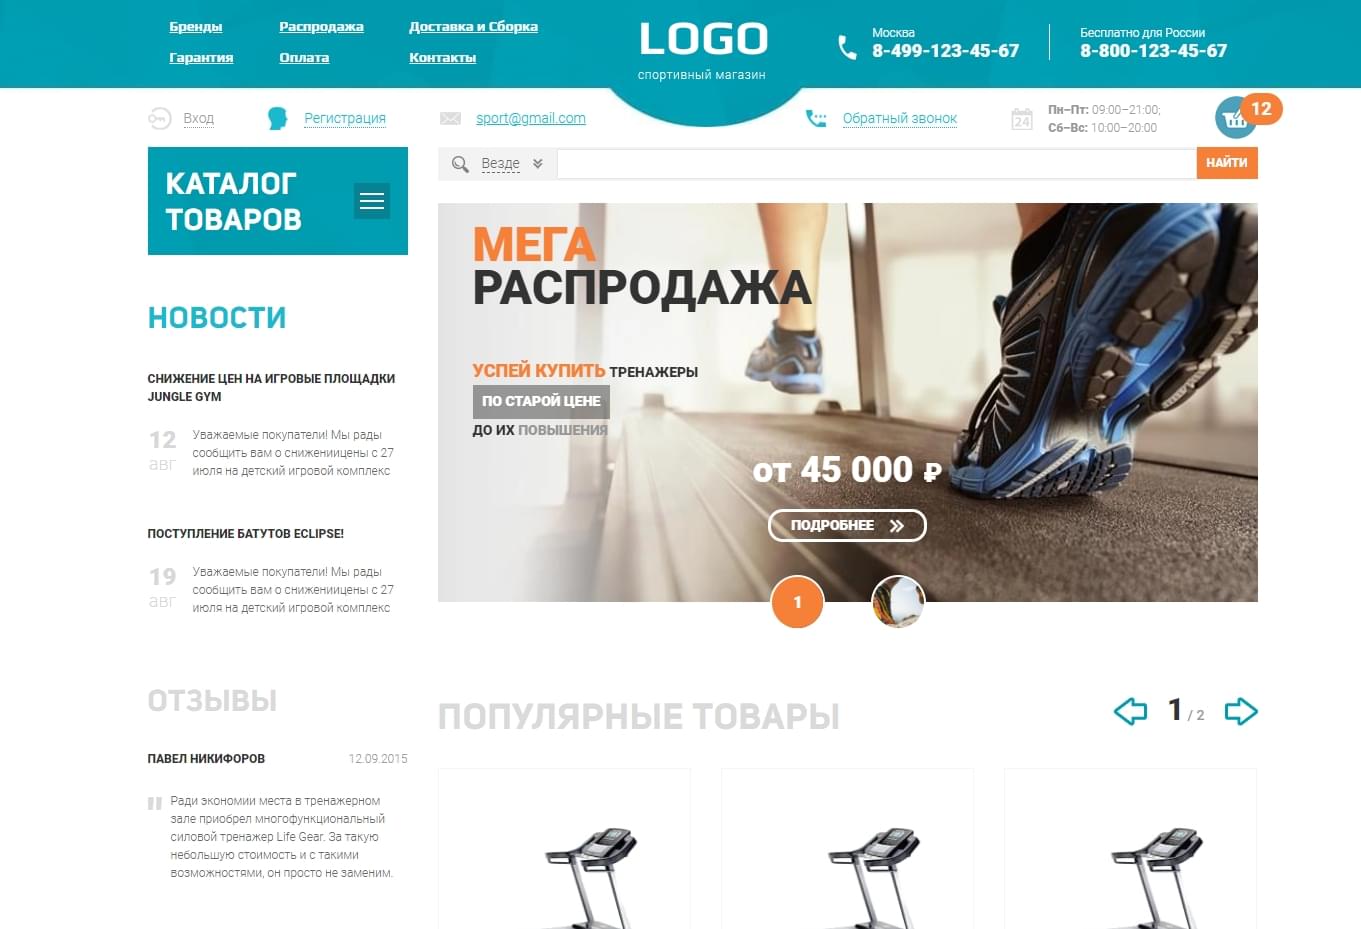 Бренды
Распродажа
Доставка и Сборка
Гарантия
Оплата
Контакты
LOGO
спортивный магазин
Москва
8-499-123-45-67
Бесплатно для России
8-800-123-45-67
Вход
Регистрация
sport@gmail.com
Обратный звонок
24
Пн–Пт: 09:00–21:00;
Сб–Вс: 10:00–20:00
12
КАТАЛОГ
ТОВАРОВ
Везде
НАЙТИ
НОВОСТИ
СНИЖЕНИЕ ЦЕН НА ИГРОВЫЕ ПЛОЩАДКИ
JUNGLE GYM
12
авг
Уважаемые покупатели! Мы рады
сообщить вам о снижениицены с 27
июля на детский игровой комплекс
ПОСТУПЛЕНИЕ БАТУТОВ ECLIPSE!
19
авг
Уважаемые покупатели! Мы рады
сообщить вам о снижениицены с 27
июля на детский игровой комплекс
МЕГА
РАСПРОДАЖА
УСПЕЙ КУПИТЬ ТРЕНАЖЕРЫ
ПО СТАРОЙ ЦЕНЕ
ДО ИХ ПОВЫШЕНИЯ
от 45 000 ₽
ПОДРОБНЕЕ
1
ОТЗЫВЫ
ПАВЕЛ НИКИФОРОВ
12.09.2015
Ради экономии места в тренажерном
зале приобрел многофункциональный
силовой тренажер Life Gear. За такую
небольшую стоимость и с такими
возможностями, он просто не заменим.
ПОПУЛЯРНЫЕ ТОВАРЫ
1 / 2